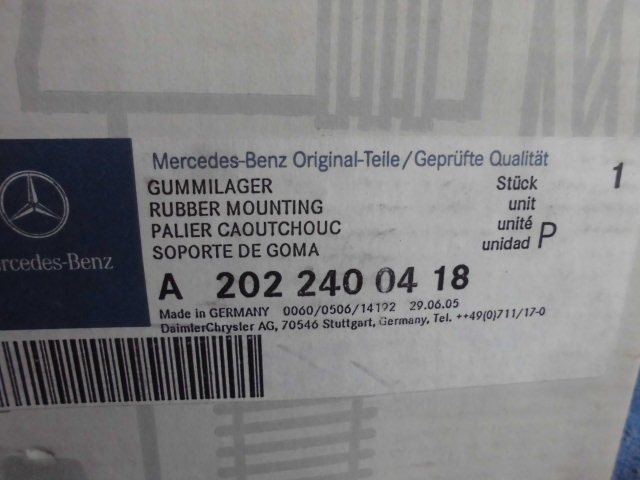 Mercedes-Benz Original-Teile/Geprüfte Qualität
GUMMILAGER Stück 1
RUBBER MOUNTING unit
PALIER CAOUTCHOUC unité
SOPORTE DE GOMA unidad P
rcedes-Benz
A 202 240 04 18
Made in GERMANY 0060/0506/14192 29.06.05
DaimlerChrysler AG, 70546 Stuttgart, Germany, Tel. ++49(0)711/17-0